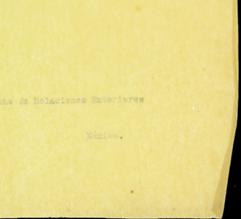 de Relaciones Exteriores
México.